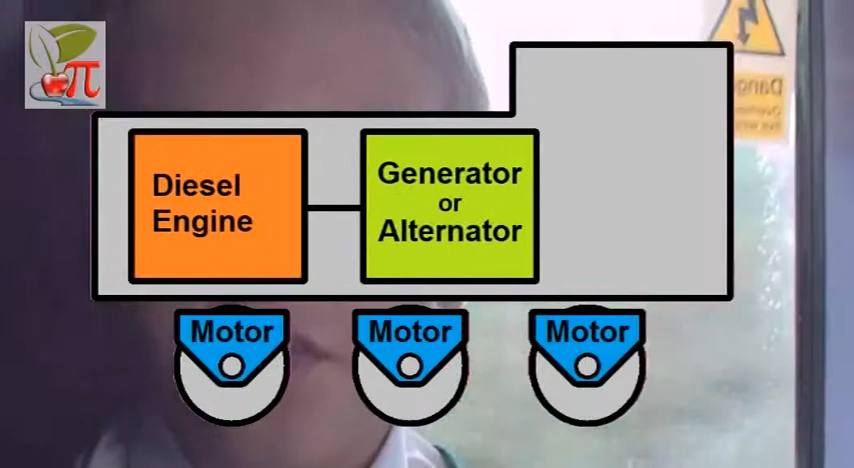 π
Diesel
Engine
Generator
or
Alternator
Motor
Motor
Motor